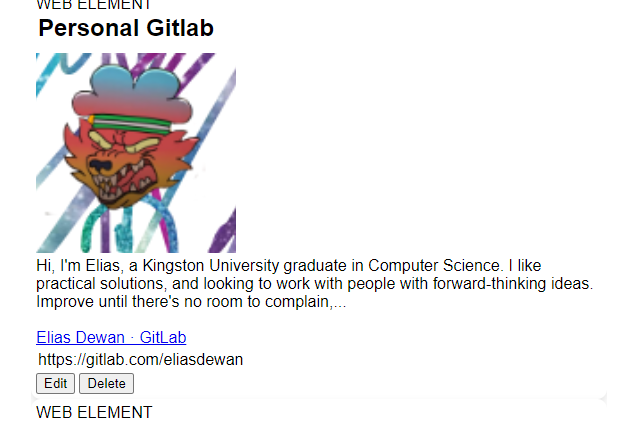 WEB ELEMENT
Personal Gitlab
Hi, I'm Elias, a Kingston University graduate in Computer Science. I like
practical solutions, and looking to work with people with forward-thinking ideas.
Improve until there's no room to complain,...
Elias Dewan · GitLab
https://gitlab.com/eliasdewan
Edit Delete
WEB ELEMENT